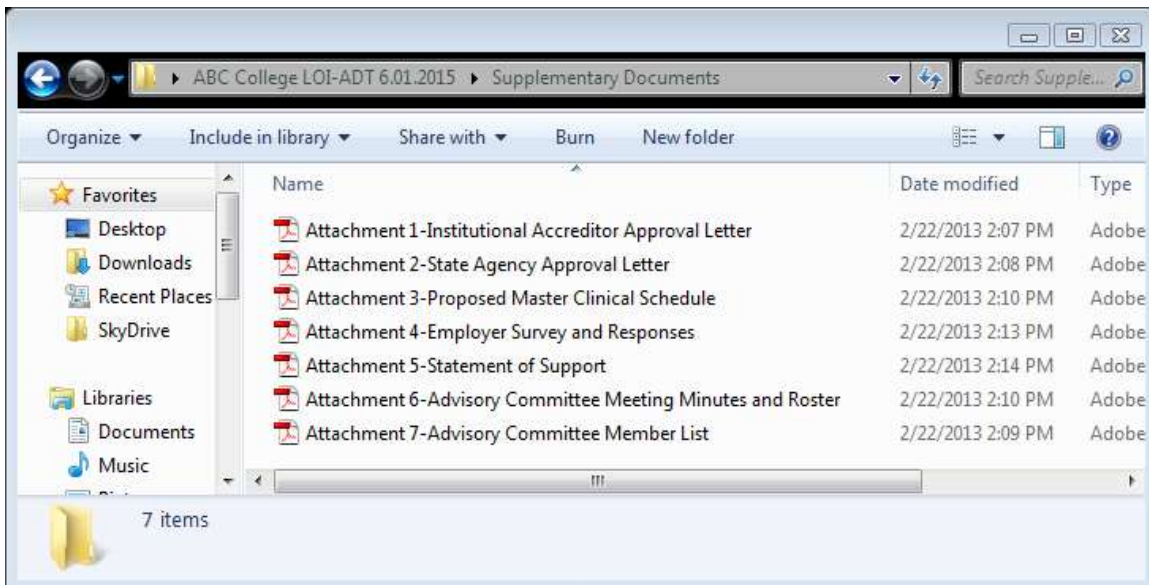 ABC College LOI-ADT 6.01.2015 Supplementary Documents Search Supple...
Organize Include in library Share with Burn New folder
Name Date modified Type
Favorites
Desktop
Downloads
Recent Places
SkyDrive
Libraries
Documents
Music
Attachment 1-Institutional Accreditor Approval Letter 2/22/2013 2:07 PM Adobe
Attachment 2-State Agency Approval Letter 2/22/2013 2:08 PM Adobe
Attachment 3-Proposed Master Clinical Schedule 2/22/2013 2:10 PM Adobe
Attachment 4-Employer Survey and Responses 2/22/2013 2:13 PM Adobe
Attachment 5-Statement of Support 2/22/2013 2:14 PM Adobe
Attachment 6-Advisory Committee Meeting Minutes and Roster 2/22/2013 2:10 PM Adobe
Attachment 7-Advisory Committee Member List 2/22/2013 2:09 PM Adobe
7 items